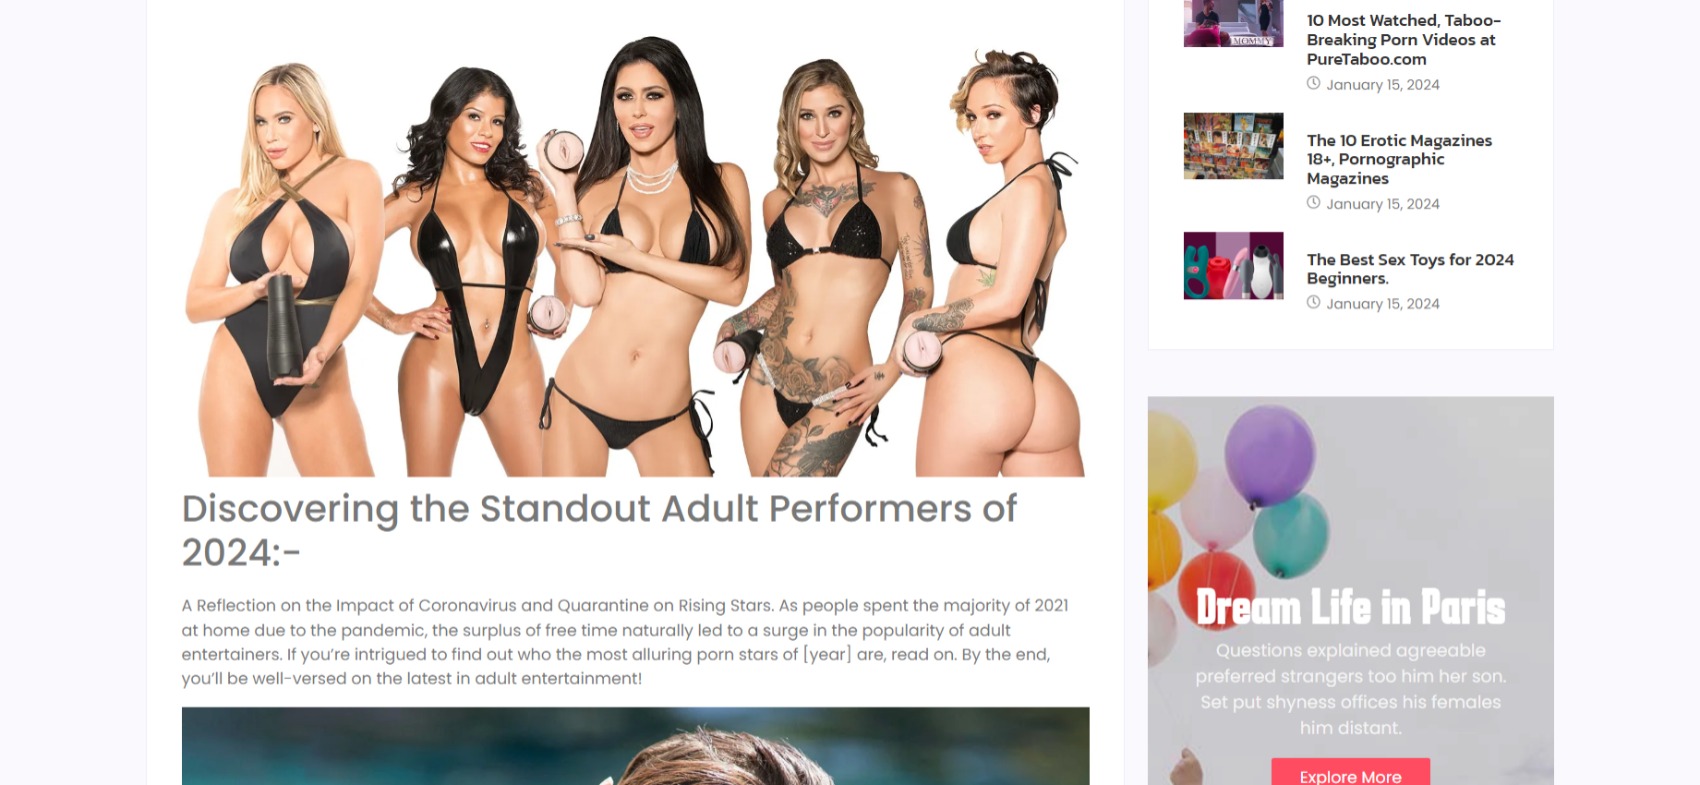 Discovering the Standout Adult Performers of
2024:-
A Reflection on the Impact of Coronavirus and Quarantine on Rising Stars. As people spent the majority of 2021
at home due to the pandemic, the surplus of free time naturally led to a surge in the popularity of adult
entertainers. If you’re intrigued to find out who the most alluring porn stars of [year] are, read on. By the end,
you’ll be well-versed on the latest in adult entertainment!
MOMMY
10 Most Watched, Taboo-
Breaking Porn Videos at
PureTaboo.com
January 15, 2024
The 10 Erotic Magazines
18+, Pornographic
Magazines
January 15, 2024
The Best Sex Toys for 2024
Beginners.
January 15, 2024
Dream Life in Paris
Questions explained agreeable
preferred strangers too him her son.
Set put shyness offices his females
him distant.
Explore More